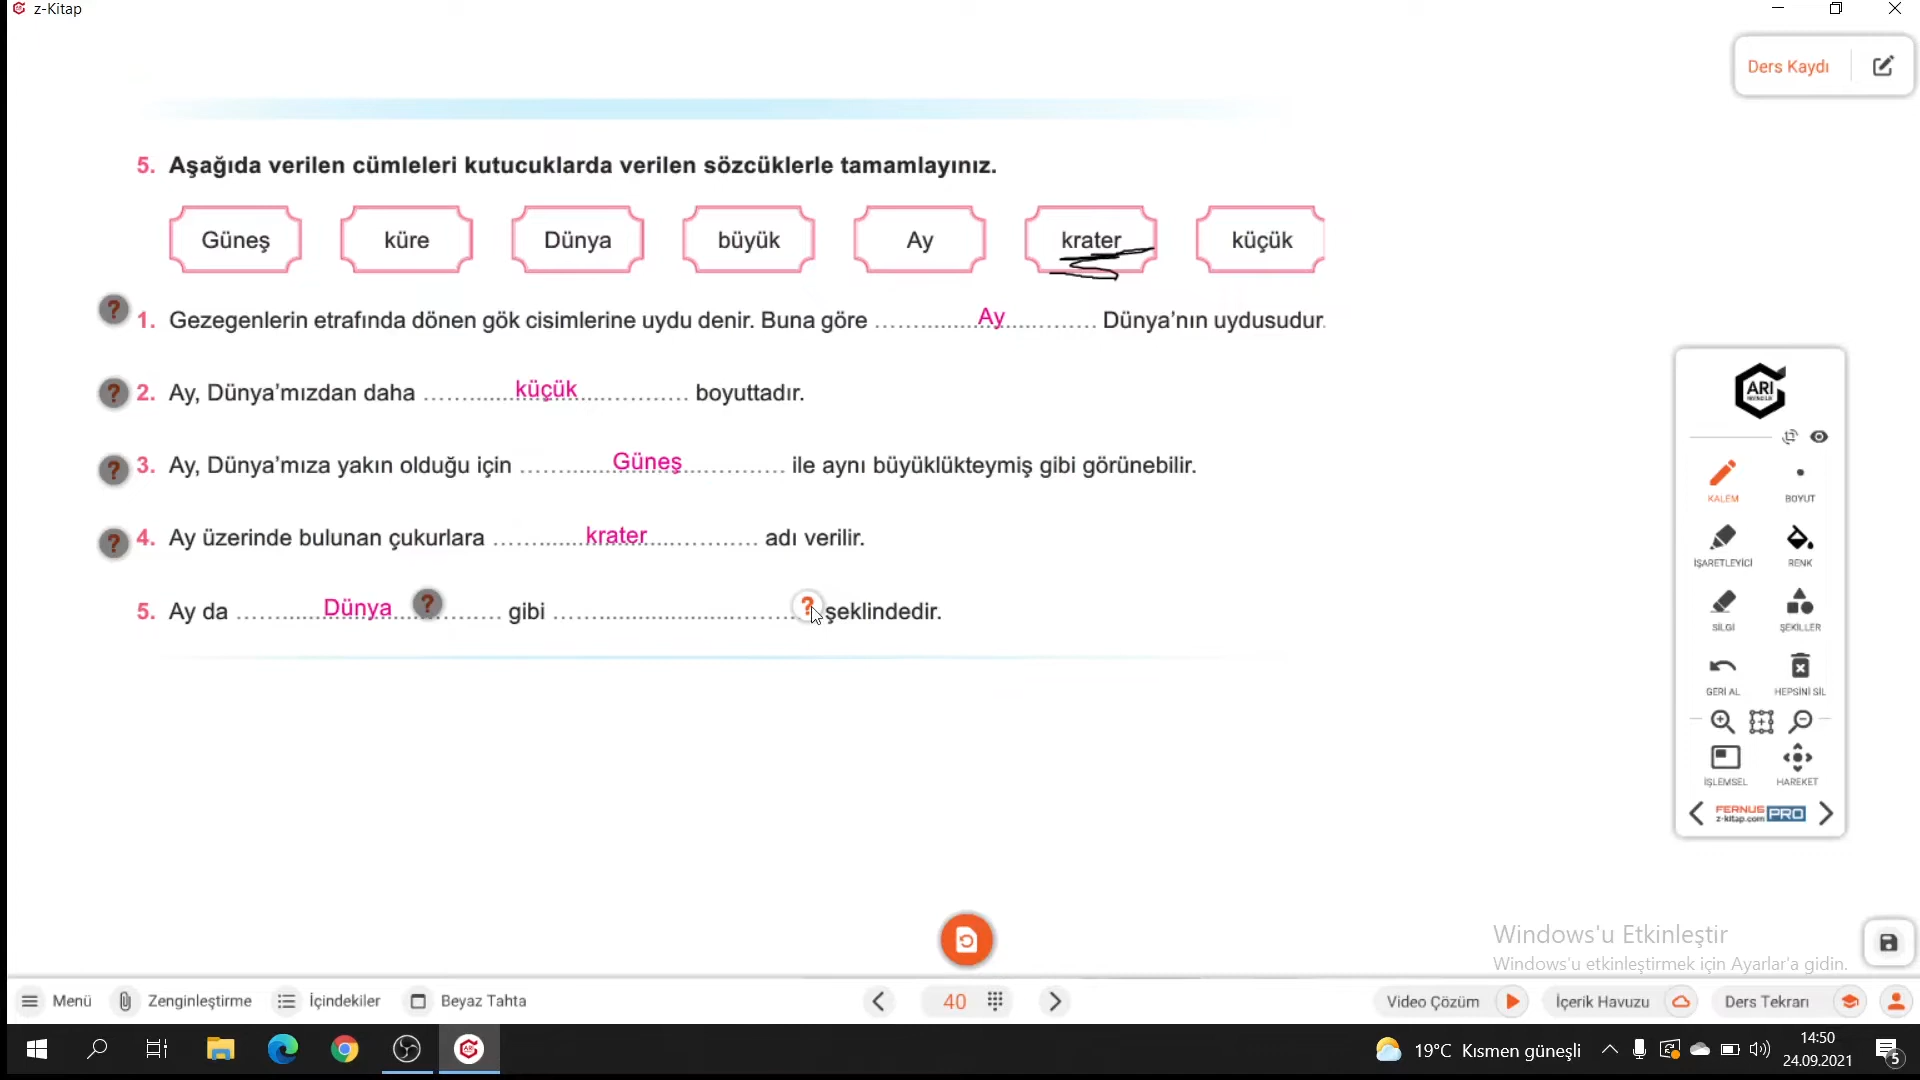 z-Kitap
Ders Kaydı
5. Aşağıda verilen cümleleri kutucuklarda verilen sözcüklerle tamamlayınız.
Güneş küre Dünya büyük Ay krater küçük
? 1. Gezegenlerin etrafında dönen gök cisimlerine uydu denir. Buna göre ........ Ay ........ Dünya’nın uydusudur.
? 2. Ay, Dünya’mızdan daha ........ küçük ........ boyuttadır.
? 3. Ay, Dünya’mıza yakın olduğu için ........ Güneş ........ ile aynı büyüklükteymiş gibi görünebilir.
? 4. Ay üzerinde bulunan çukurlara ........ krater ........ adı verilir.
5. Ay da ........ Dünya ? ........ gibi ................ ? şeklindedir.
ARI
KALEM BOYUT
İŞARETLEYİCİ RENK
SİLGİ ŞEKİLLER
GERİ AL HEPSİNİ SİL
İŞLEMSEL HAREKET
FERNUS PRO
z-kitap.com
Windows'u Etkinleştir
Windows'u etkinleştirmek için Ayarlar'a gidin.
Menü Zenginleştirme İçindekiler Beyaz Tahta 40 Video Çözüm İçerik Havuzu Ders Tekrarı
19°C Kısmen güneşli 14:50
24.09.2021 5